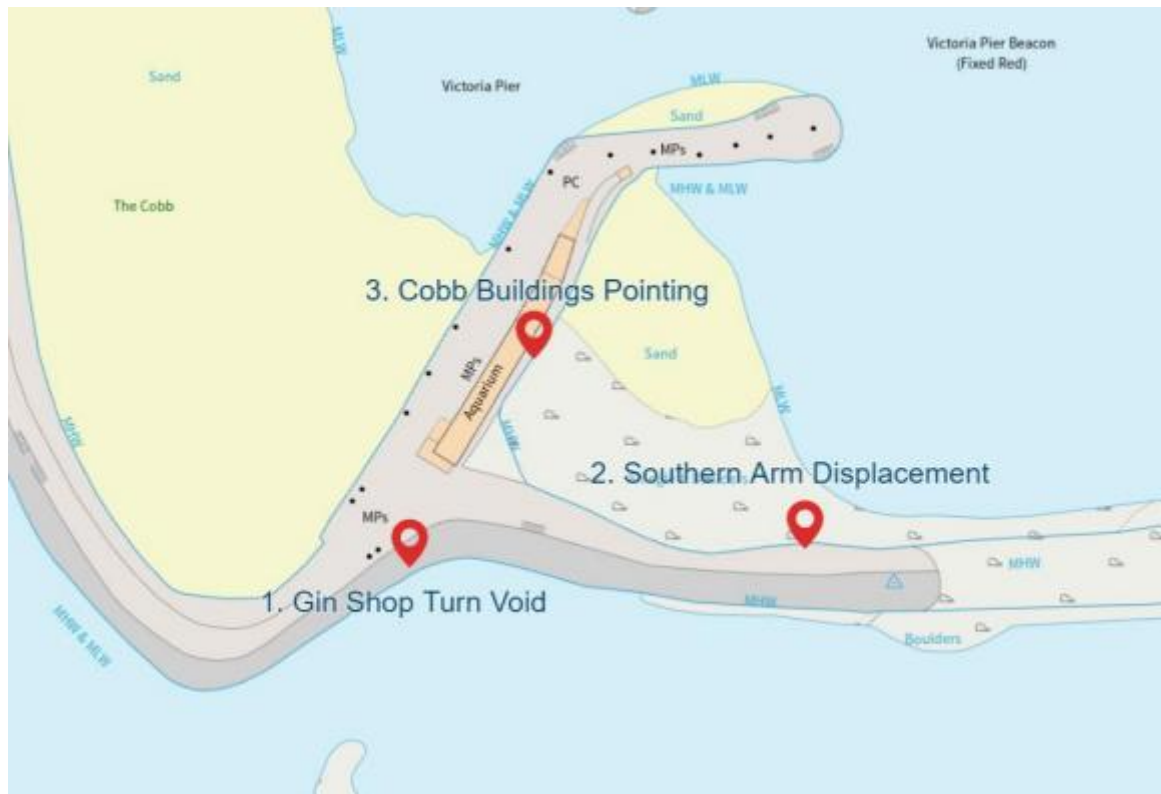 MLW
Victoria Pier Beacon
(Fixed Red)
Sand
Victoria Pier
MLW
Sand
MPs
PC
MHW & MLW
The Cobb
MHW & MLW
3. Cobb Buildings Pointing
Sand
MPs
Aquarium
MLW
MHW
2. Southern Arm Displacement
MPs
MHW
1. Gin Shop Turn Void
MHW
MHW & MLW
Boulders